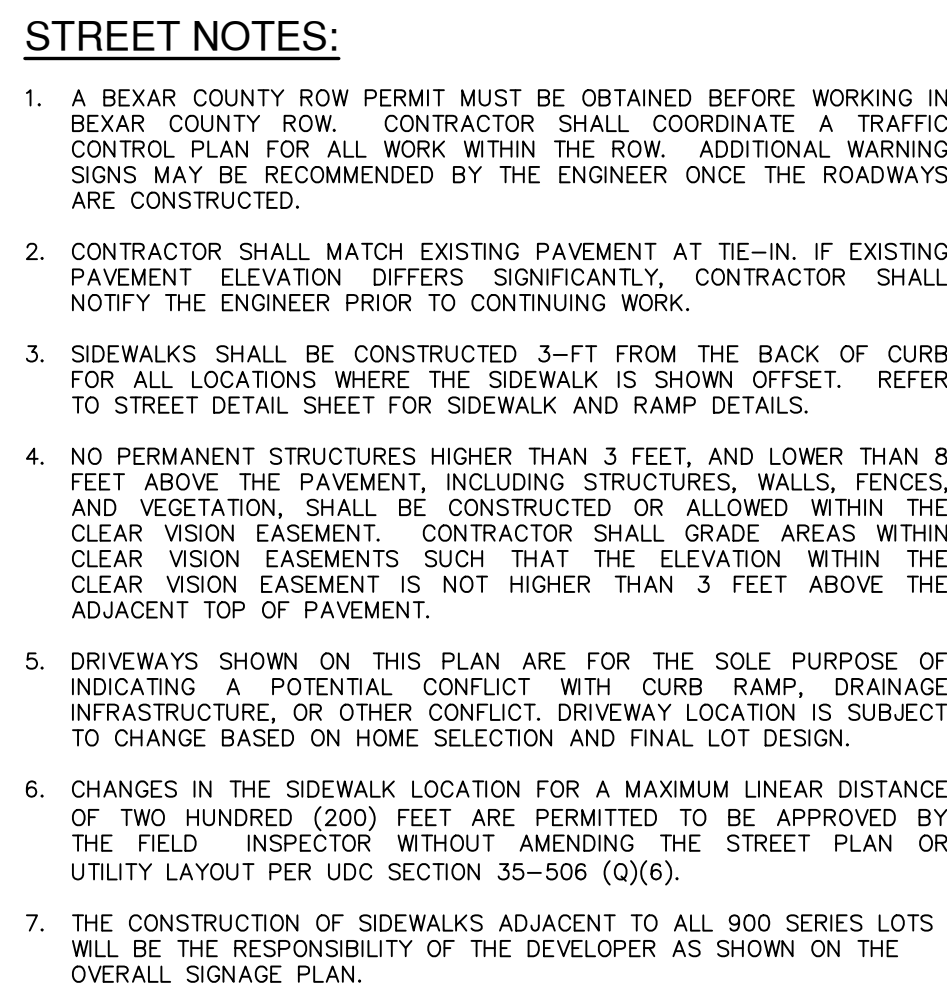 STREET NOTES:
1. A BEXAR COUNTY ROW PERMIT MUST BE OBTAINED BEFORE WORKING IN
BEXAR COUNTY ROW. CONTRACTOR SHALL COORDINATE A TRAFFIC
CONTROL PLAN FOR ALL WORK WITHIN THE ROW. ADDITIONAL WARNING
SIGNS MAY BE RECOMMENDED BY THE ENGINEER ONCE THE ROADWAYS
ARE CONSTRUCTED.
2. CONTRACTOR SHALL MATCH EXISTING PAVEMENT AT TIE-IN. IF EXISTING
PAVEMENT ELEVATION DIFFERS SIGNIFICANTLY, CONTRACTOR SHALL
NOTIFY THE ENGINEER PRIOR TO CONTINUING WORK.
3. SIDEWALKS SHALL BE CONSTRUCTED 3-FT FROM THE BACK OF CURB
FOR ALL LOCATIONS WHERE THE SIDEWALK IS SHOWN OFFSET. REFER
TO STREET DETAIL SHEET FOR SIDEWALK AND RAMP DETAILS.
4. NO PERMANENT STRUCTURES HIGHER THAN 3 FEET, AND LOWER THAN 8
FEET ABOVE THE PAVEMENT, INCLUDING STRUCTURES, WALLS, FENCES,
AND VEGETATION, SHALL BE CONSTRUCTED OR ALLOWED WITHIN THE
CLEAR VISION EASEMENT. CONTRACTOR SHALL GRADE AREAS WITHIN
CLEAR VISION EASEMENTS SUCH THAT THE ELEVATION WITHIN THE
CLEAR VISION EASEMENT IS NOT HIGHER THAN 3 FEET ABOVE THE
ADJACENT TOP OF PAVEMENT.
5. DRIVEWAYS SHOWN ON THIS PLAN ARE FOR THE SOLE PURPOSE OF
INDICATING A POTENTIAL CONFLICT WITH CURB RAMP, DRAINAGE
INFRASTRUCTURE, OR OTHER CONFLICT. DRIVEWAY LOCATION IS SUBJECT
TO CHANGE BASED ON HOME SELECTION AND FINAL LOT DESIGN.
6. CHANGES IN THE SIDEWALK LOCATION FOR A MAXIMUM LINEAR DISTANCE
OF TWO HUNDRED (200) FEET ARE PERMITTED TO BE APPROVED BY
THE FIELD INSPECTOR WITHOUT AMENDING THE STREET PLAN OR
UTILITY LAYOUT PER UDC SECTION 35-506 (Q)(6).
7. THE CONSTRUCTION OF SIDEWALKS ADJACENT TO ALL 900 SERIES LOTS
WILL BE THE RESPONSIBILITY OF THE DEVELOPER AS SHOWN ON THE
OVERALL SIGNAGE PLAN.